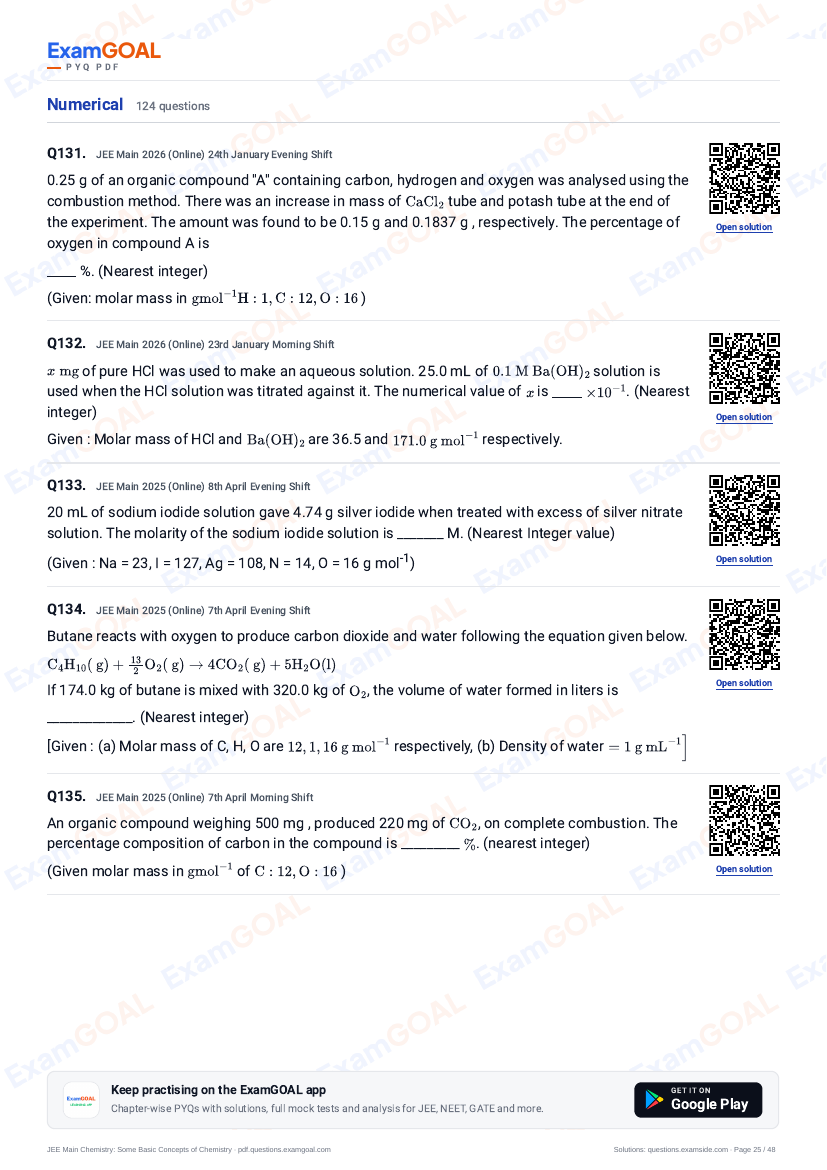 ExamGOAL
PYQ PDF
Numerical 124 questions
Q131. JEE Main 2026 (Online) 24th January Evening Shift
0.25 g of an organic compound "A" containing carbon, hydrogen and oxygen was analysed using the
combustion method. There was an increase in mass of CaCl₂ tube and potash tube at the end of
the experiment. The amount was found to be 0.15 g and 0.1837 g , respectively. The percentage of
oxygen in compound A is
____ %. (Nearest integer)
(Given: molar mass in gmol⁻¹H : 1, C : 12, O : 16 )
Open solution
Q132. JEE Main 2026 (Online) 23rd January Morning Shift
x mg of pure HCl was used to make an aqueous solution. 25.0 mL of 0.1 M Ba(OH)₂ solution is
used when the HCl solution was titrated against it. The numerical value of x is ____ ×10⁻¹. (Nearest
integer)
Given : Molar mass of HCl and Ba(OH)₂ are 36.5 and 171.0 g mol⁻¹ respectively.
Open solution
Q133. JEE Main 2025 (Online) 8th April Evening Shift
20 mL of sodium iodide solution gave 4.74 g silver iodide when treated with excess of silver nitrate
solution. The molarity of the sodium iodide solution is _______ M. (Nearest Integer value)
(Given : Na = 23, I = 127, Ag = 108, N = 14, O = 16 g mol⁻¹)
Open solution
Q134. JEE Main 2025 (Online) 7th April Evening Shift
Butane reacts with oxygen to produce carbon dioxide and water following the equation given below.
C₄H₁₀( g) + 13/2 O₂( g) → 4CO₂( g) + 5H₂O(l)
If 174.0 kg of butane is mixed with 320.0 kg of O₂, the volume of water formed in liters is
_____________. (Nearest integer)
[Given : (a) Molar mass of C, H, O are 12, 1, 16 g mol⁻¹ respectively, (b) Density of water = 1 g mL⁻¹]
Open solution
Q135. JEE Main 2025 (Online) 7th April Morning Shift
An organic compound weighing 500 mg , produced 220 mg of CO₂, on complete combustion. The
percentage composition of carbon in the compound is _________ %. (nearest integer)
(Given molar mass in gmol⁻¹ of C : 12, O : 16 )
Open solution
ExamGOAL
Keep practising on the ExamGOAL app
Chapter-wise PYQs with solutions, full mock tests and analysis for JEE, NEET, GATE and more.
GET IT ON
Google Play
JEE Main Chemistry: Some Basic Concepts of Chemistry · pdf.questions.examgoal.com
Solutions: questions.examside.com · Page 25 / 48